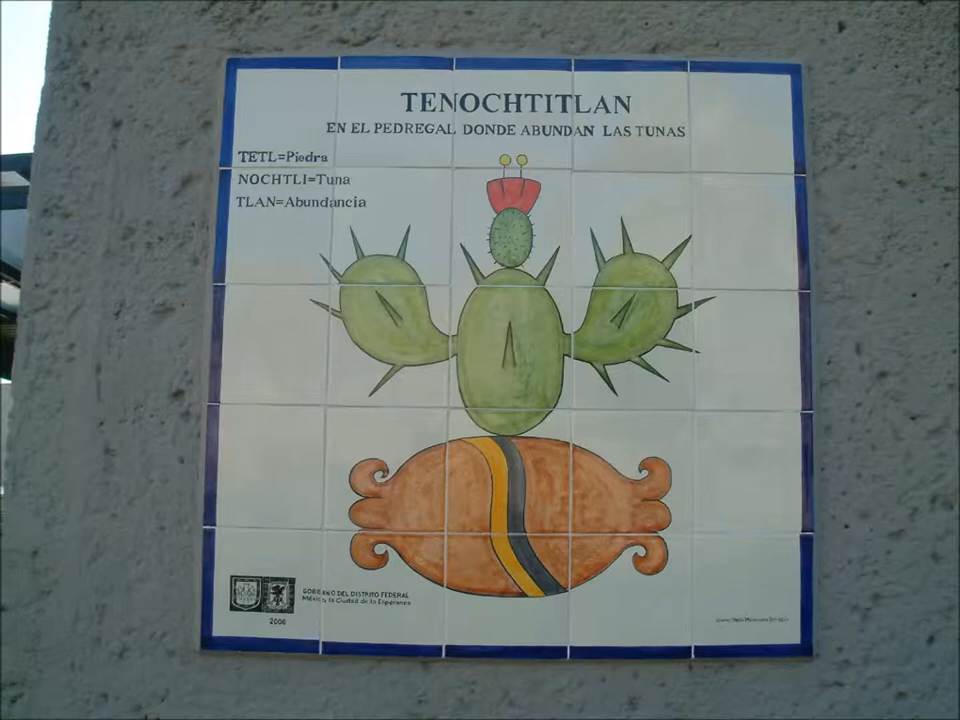 TENOCHTITLAN
EN EL PEDREGAL DONDE ABUNDAN LAS TUNAS
TETL=Piedra
NOCHTLI=Tuna
TLAN=Abundancia
GOBIERNO DEL DISTRITO FEDERAL
México, la Ciudad de la Esperanza
2006